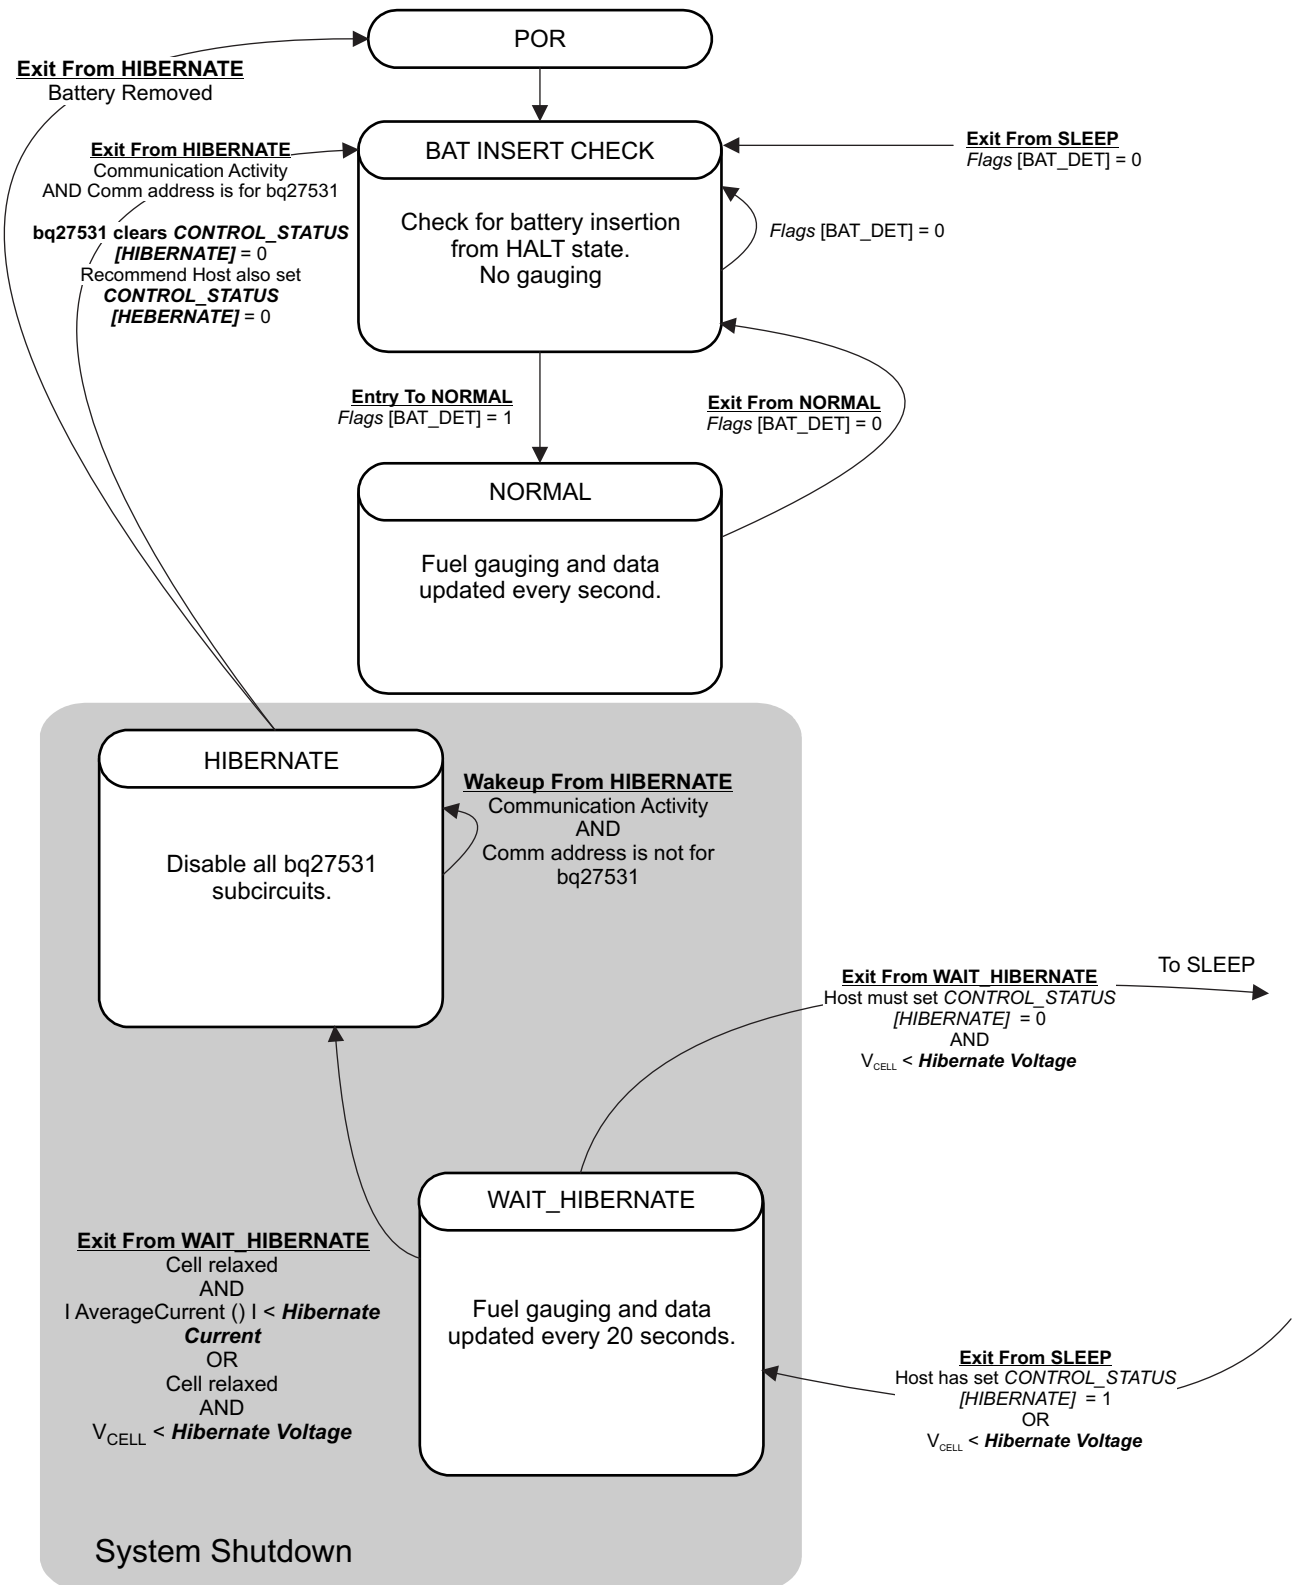 POR
Exit From HIBERNATE
Battery Removed
Exit From HIBERNATE
Communication Activity
AND Comm address is for bq27531
bq27531 clears CONTROL_STATUS
[HIBERNATE] = 0
Recommend Host also set
CONTROL_STATUS
[HEBERNATE] = 0
BAT INSERT CHECK
Check for battery insertion
from HALT state.
No gauging
Exit From SLEEP
Flags [BAT_DET] = 0
Flags [BAT_DET] = 0
Entry To NORMAL
Flags [BAT_DET] = 1
Exit From NORMAL
Flags [BAT_DET] = 0
NORMAL
Fuel gauging and data
updated every second.
HIBERNATE
Disable all bq27531
subcircuits.
Wakeup From HIBERNATE
Communication Activity
AND
Comm address is not for
bq27531
Exit From WAIT_HIBERNATE
Host must set CONTROL_STATUS
[HIBERNATE] = 0
AND
VCELL < Hibernate Voltage
To SLEEP
WAIT_HIBERNATE
Fuel gauging and data
updated every 20 seconds.
Exit From WAIT_HIBERNATE
Cell relaxed
AND
I AverageCurrent () I < Hibernate
Current
OR
Cell relaxed
AND
VCELL < Hibernate Voltage
Exit From SLEEP
Host has set CONTROL_STATUS
[HIBERNATE] = 1
OR
VCELL < Hibernate Voltage
System Shutdown